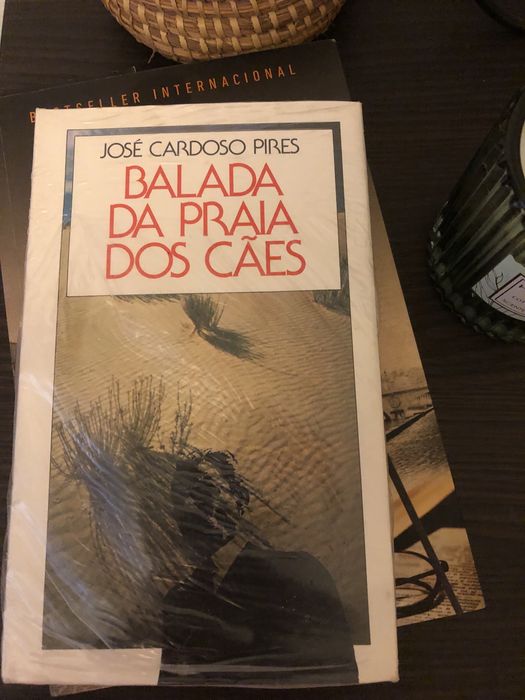 BESTSELLER INTERNACIONAL
JOSÉ CARDOSO PIRES
BALADA
DA PRAIA
DOS CÃES